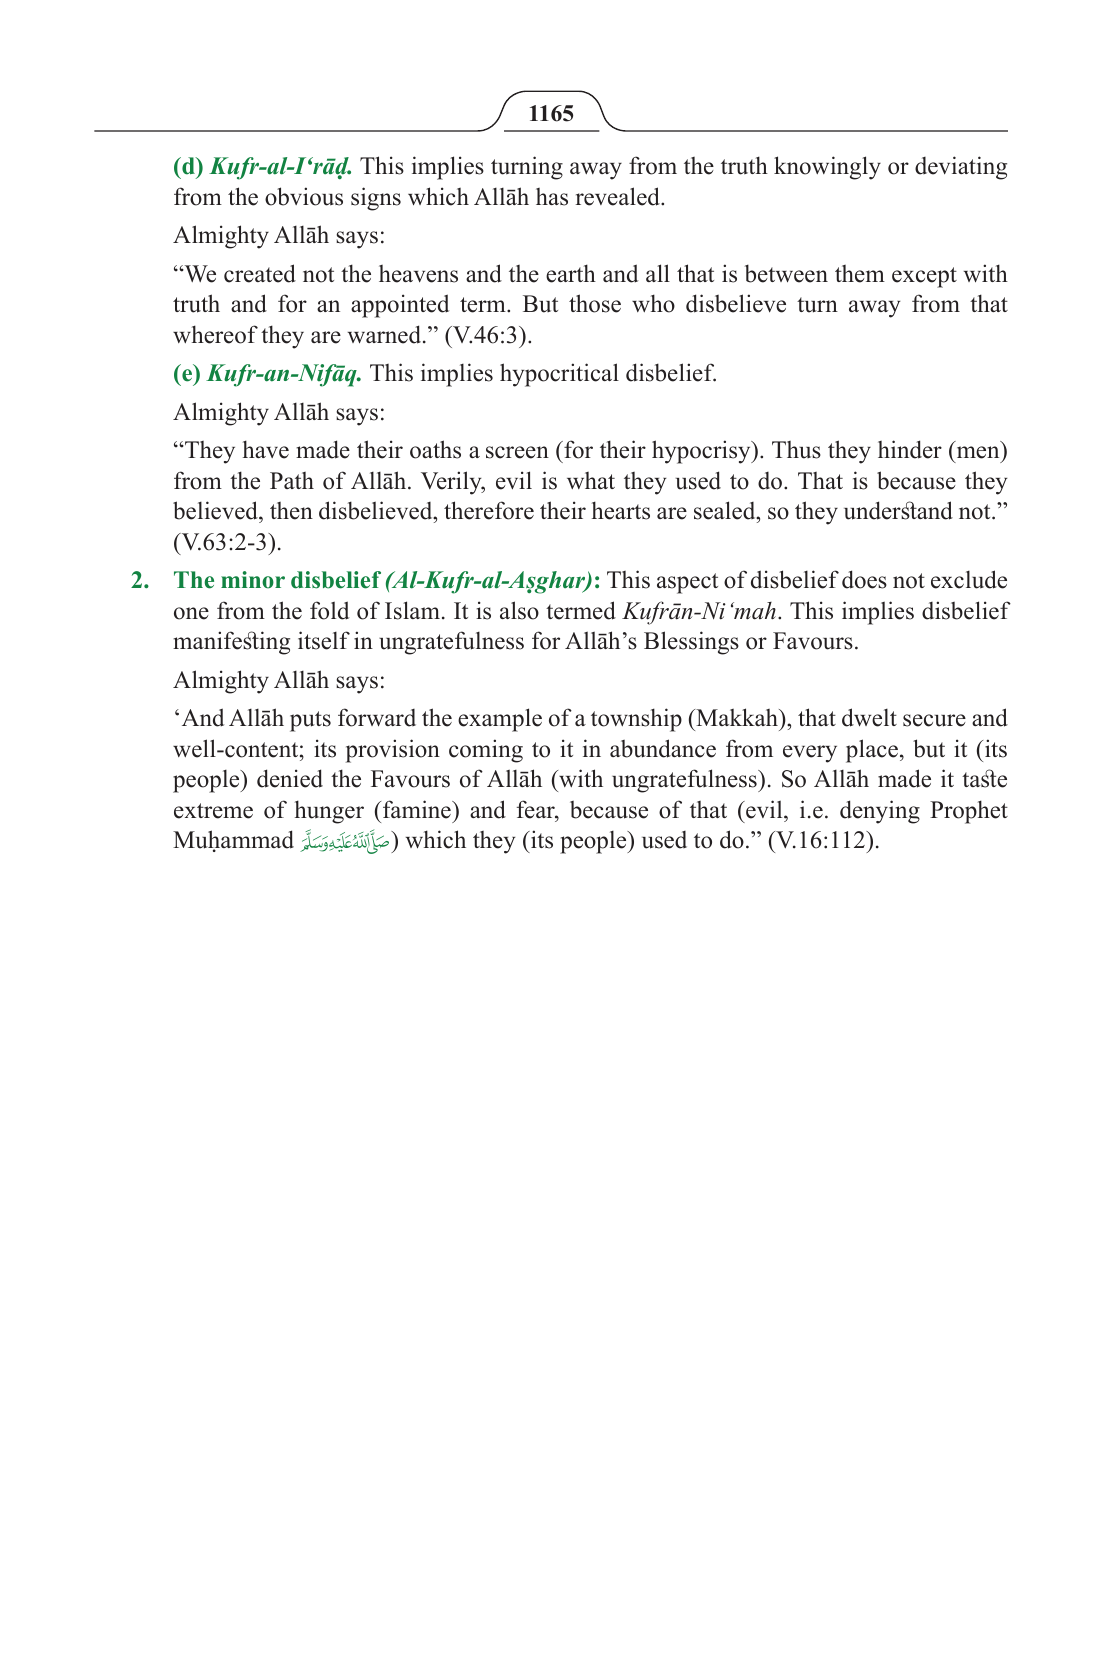 1165
(d) Kufr-al-I‘rāḍ. This implies turning away from the truth knowingly or deviating
from the obvious signs which Allāh has revealed.
Almighty Allāh says:
“We created not the heavens and the earth and all that is between them except with
truth and for an appointed term. But those who disbelieve turn away from that
whereof they are warned.” (V.46:3).
(e) Kufr-an-Nifāq. This implies hypocritical disbelief.
Almighty Allāh says:
“They have made their oaths a screen (for their hypocrisy). Thus they hinder (men)
from the Path of Allāh. Verily, evil is what they used to do. That is because they
believed, then disbelieved, therefore their hearts are sealed, so they understand not.”
(V.63:2-3).
2. The minor disbelief (Al-Kufr-al-Aṣghar): This aspect of disbelief does not exclude
one from the fold of Islam. It is also termed Kufrān-Ni‘mah. This implies disbelief
manifesting itself in ungratefulness for Allāh’s Blessings or Favours.
Almighty Allāh says:
‘And Allāh puts forward the example of a township (Makkah), that dwelt secure and
well-content; its provision coming to it in abundance from every place, but it (its
people) denied the Favours of Allāh (with ungratefulness). So Allāh made it taste
extreme of hunger (famine) and fear, because of that (evil, i.e. denying Prophet
Muḥammad صَلَّى ٱللَّهُ عَلَيْهِ وَسَلَّمَ) which they (its people) used to do.” (V.16:112).